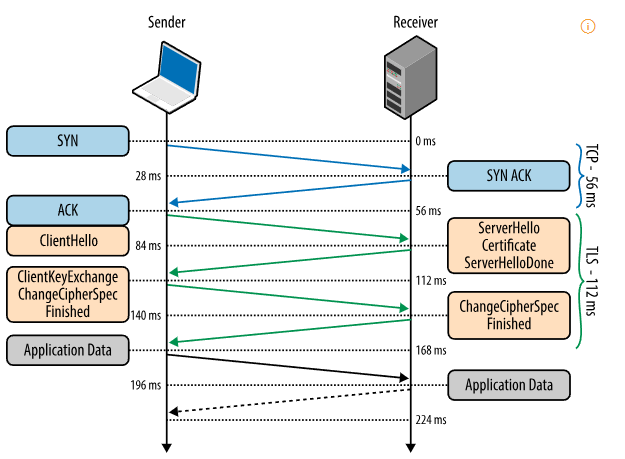 Sender
Receiver
i
SYN
0 ms
28 ms
SYN ACK
TCP - 56 ms
ACK
56 ms
ClientHello
84 ms
ServerHello
Certificate
ServerHelloDone
TLS - 112 ms
ClientKeyExchange
ChangeCipherSpec
Finished
112 ms
140 ms
ChangeCipherSpec
Finished
Application Data
168 ms
196 ms
Application Data
224 ms